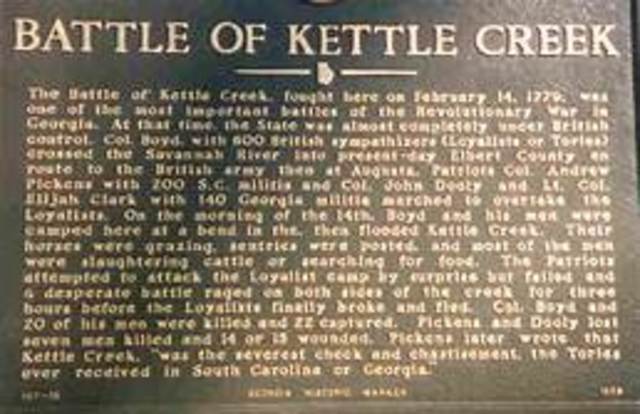 BATTLE OF KETTLE CREEK
The Battle of Kettle Creek, fought here on February 14, 1779, was
one of the most important battles of the Revolutionary War in
Georgia. At that time, the State was almost completely under British
control. Col. Boyd, with 600 British sympathizers (Loyalists or Tories)
crossed the Savannah River into present-day Elbert County en
route to the British army then at Augusta. Patriots Col. Andrew
Pickens with 200 S.C. militia and Col. John Dooly and Lt. Col.
Elijah Clark with 140 Georgia militia marched to overtake the
Loyalists. On the morning of the 14th, Boyd and his men were
camped here at a bend in the, then flooded Kettle Creek. Their
horses were grazing, sentries were posted, and most of the men
were slaughtering cattle or searching for food. The Patriots
attempted to attack the Loyalist camp by surprise but failed and
a desperate battle raged on both sides of the creek for three
hours before the Loyalists finally broke and fled. Col. Boyd and
20 of his men were killed and 22 captured. Pickens and Dooly lost
seven men killed and 14 or 15 wounded. Pickens later wrote that
Kettle Creek, "was the severest check and chastisement, the Tories
ever received in South Carolina or Georgia."
GEORGIA HISTORIC MARKER